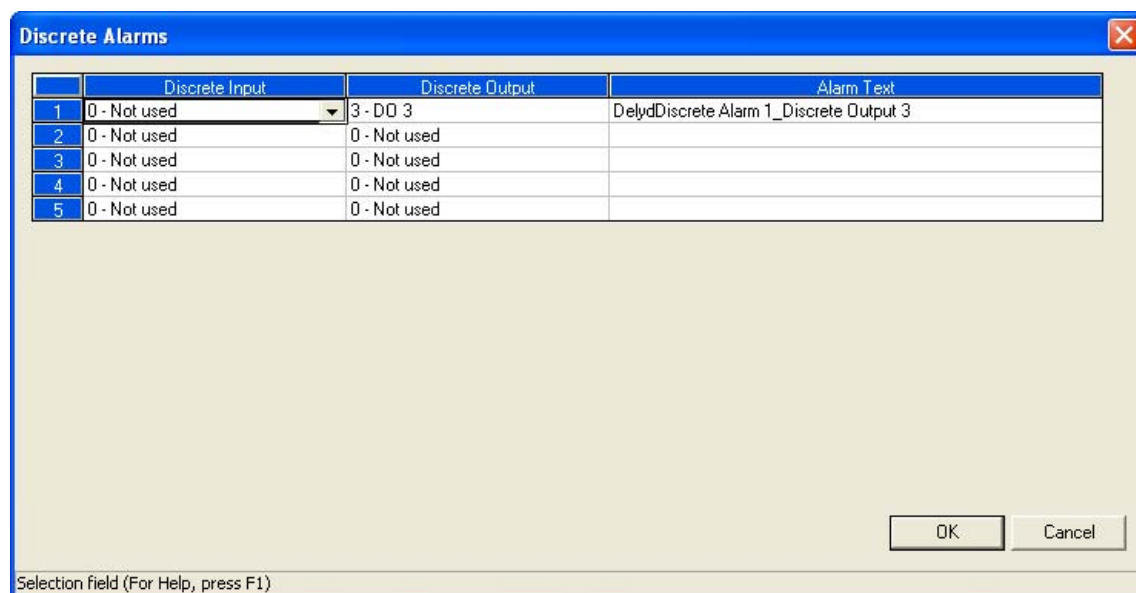 Discrete Alarms
Discrete Input Discrete Output Alarm Text
1 0 - Not used 3 - DO 3 DelydDiscrete Alarm 1_Discrete Output 3
2 0 - Not used 0 - Not used
3 0 - Not used 0 - Not used
4 0 - Not used 0 - Not used
5 0 - Not used 0 - Not used
OK Cancel
Selection field (For Help, press F1)